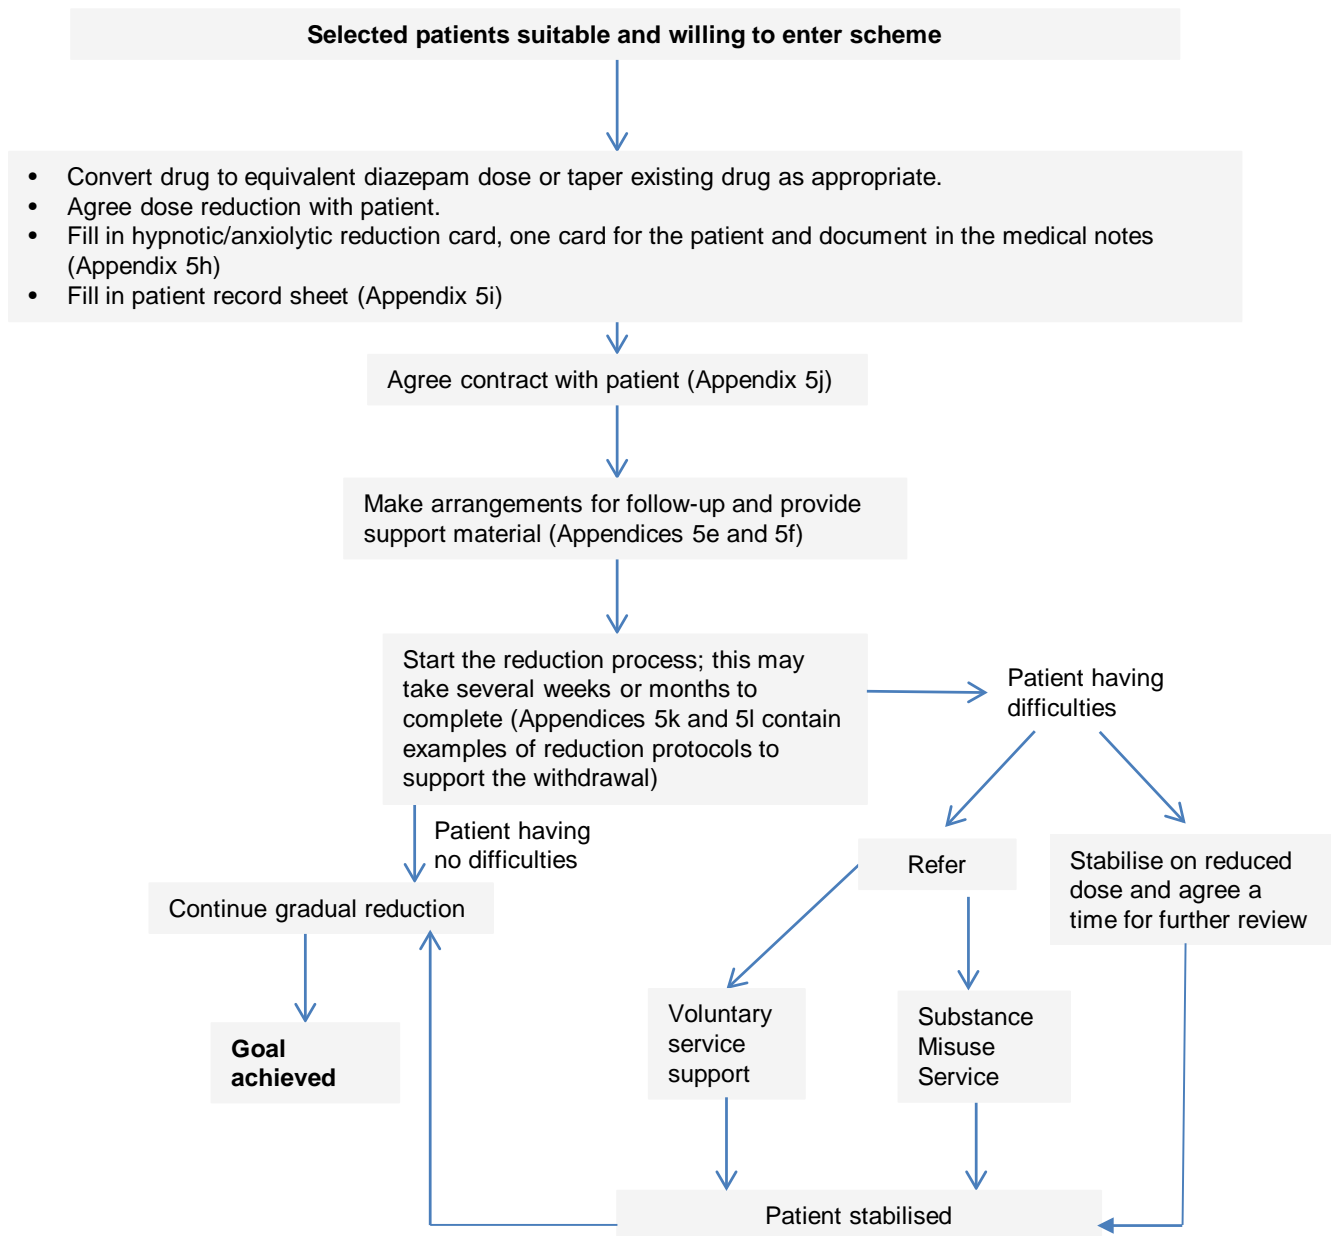 Selected patients suitable and willing to enter scheme
• Convert drug to equivalent diazepam dose or taper existing drug as appropriate.
• Agree dose reduction with patient.
• Fill in hypnotic/anxiolytic reduction card, one card for the patient and document in the medical notes
(Appendix 5h)
• Fill in patient record sheet (Appendix 5i)
Agree contract with patient (Appendix 5j)
Make arrangements for follow-up and provide
support material (Appendices 5e and 5f)
Start the reduction process; this may
take several weeks or months to
complete (Appendices 5k and 5l contain
examples of reduction protocols to
support the withdrawal)
Patient having
difficulties
Patient having
no difficulties
Refer
Stabilise on reduced
dose and agree a
time for further review
Continue gradual reduction
Goal
achieved
Voluntary
service
support
Substance
Misuse
Service
Patient stabilised